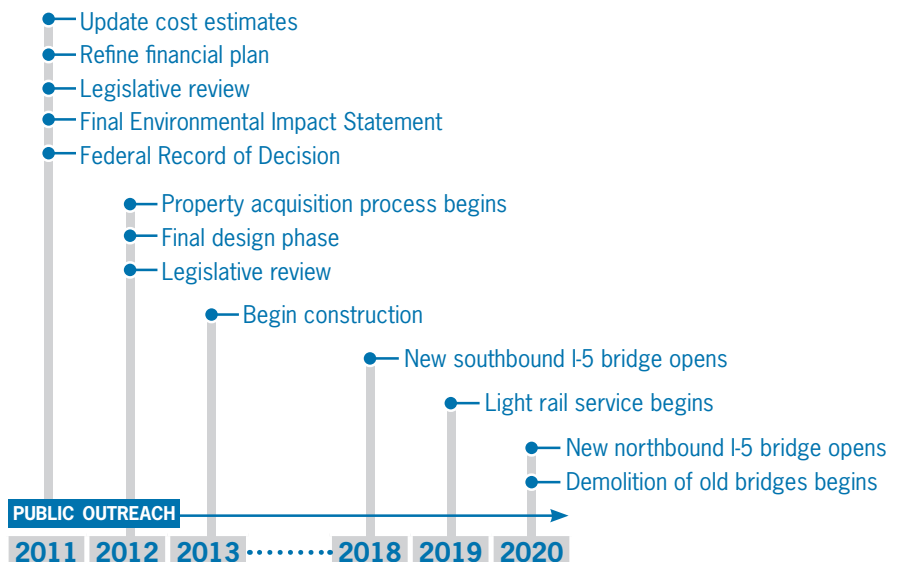 Update cost estimates
Refine financial plan
Legislative review
Final Environmental Impact Statement
Federal Record of Decision
Property acquisition process begins
Final design phase
Legislative review
Begin construction
New southbound I-5 bridge opens
Light rail service begins
New northbound I-5 bridge opens
Demolition of old bridges begins
PUBLIC OUTREACH
2011 2012 2013 2018 2019 2020